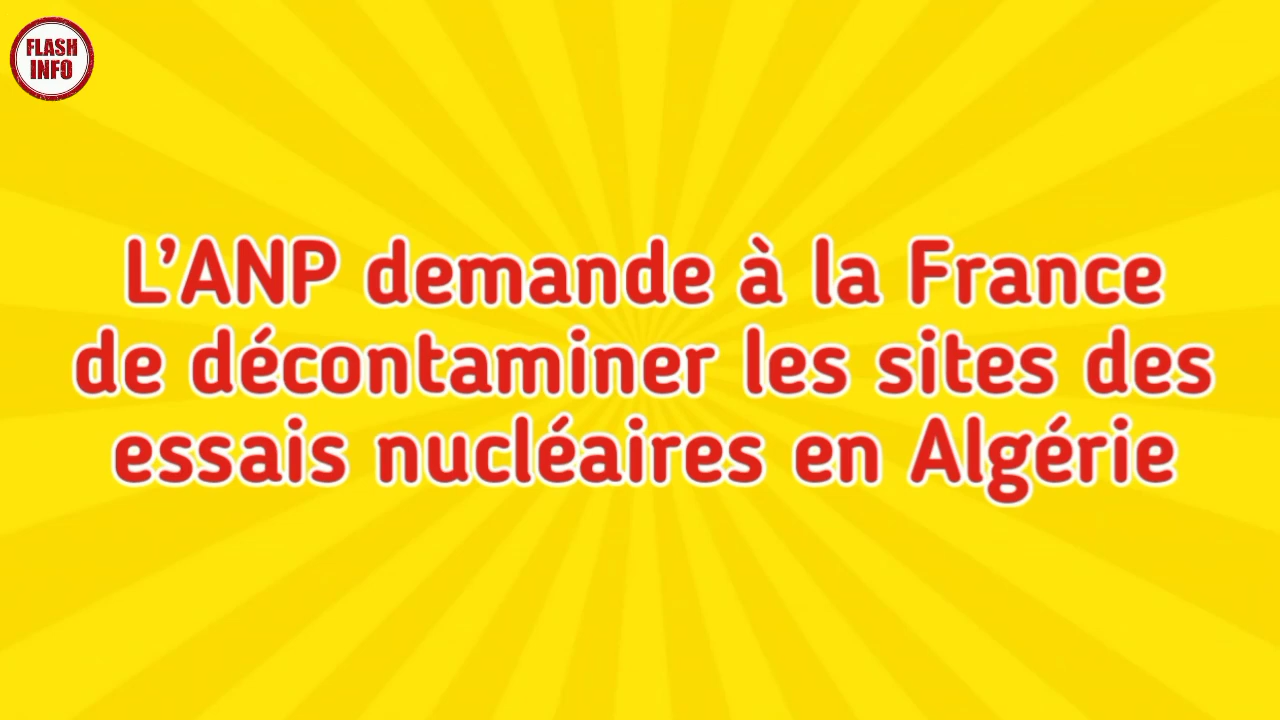 FLASH
INFO
L’ANP demande à la France
de décontaminer les sites des
essais nucléaires en Algérie